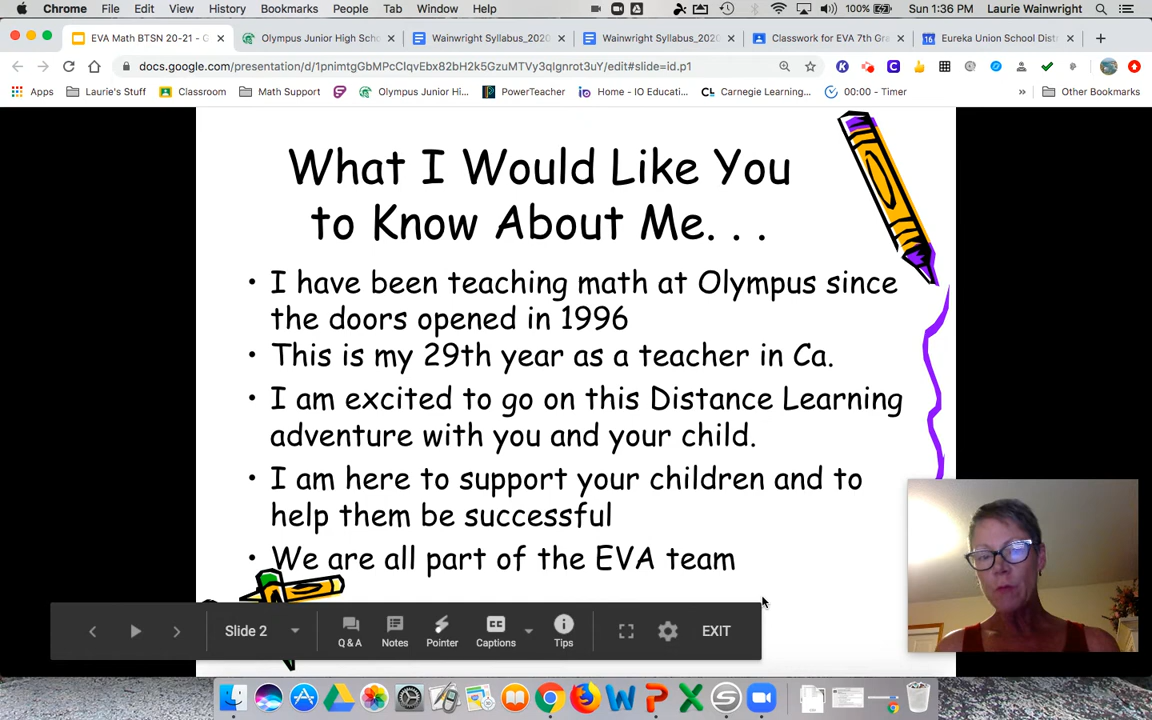 Chrome File Edit View History Bookmarks People Tab Window Help 100% Sun 1:36 PM Laurie Wainwright
EVA Math BTSN 20-21 - G Olympus Junior High Sch Wainwright Syllabus_2020 Wainwright Syllabus_202 Classwork for EVA 7th Gra 16 Eureka Union School Distr
docs.google.com/presentation/d/1pnimtgGbMPcCIqvEbx82bH2k5GzuMTVy3qIgnrot3uY/edit#slide=id.p1
Apps Laurie's Stuff Classroom Math Support Olympus Junior Hi... PowerTeacher Home - IO Educati... CL Carnegie Learning... 00:00 - Timer » Other Bookmarks
What I Would Like You
to Know About Me. . .
• I have been teaching math at Olympus since
the doors opened in 1996
• This is my 29th year as a teacher in Ca.
• I am excited to go on this Distance Learning
adventure with you and your child.
• I am here to support your children and to
help them be successful
• We are all part of the EVA team
Slide 2 Q & A Notes Pointer Captions Tips EXIT